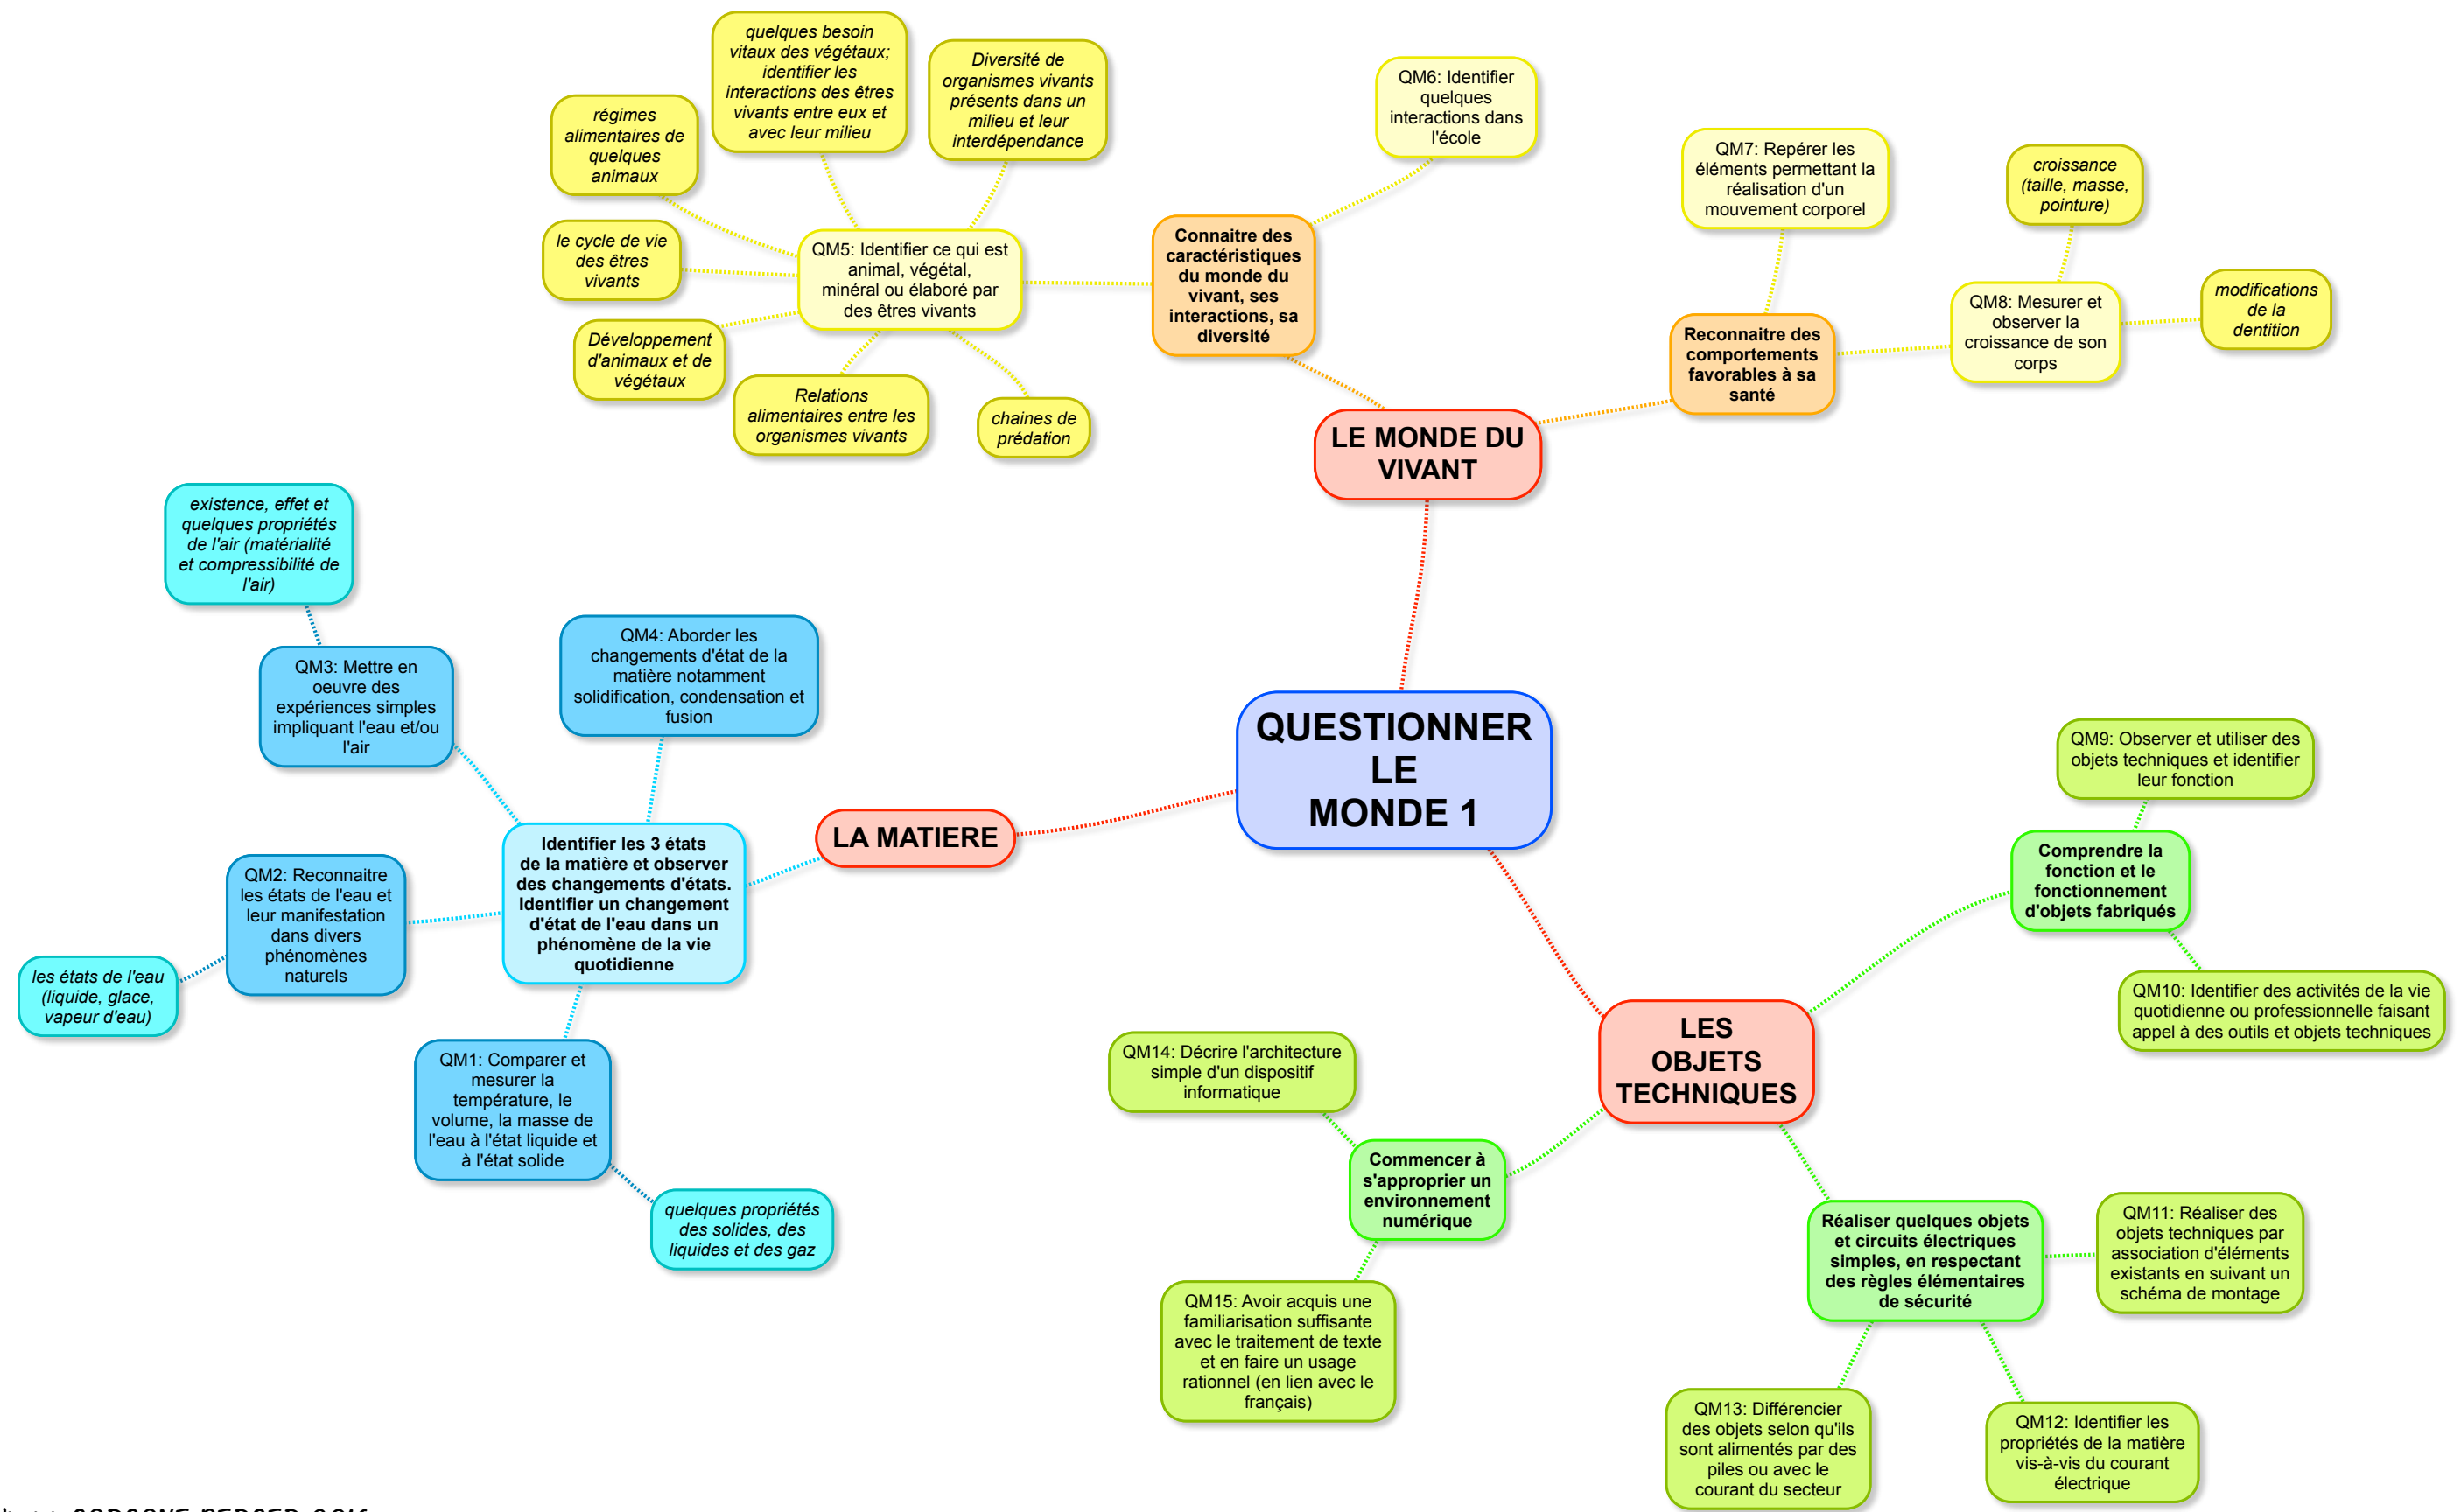 quelques besoin
vitaux des végétaux;
identifier les
interactions des êtres
vivants entre eux et
avec leur milieu
Diversité de
organismes vivants
présents dans un
milieu et leur
interdépendance
régimes
alimentaires de
quelques
animaux
le cycle de vie
des êtres
vivants
Développement
d'animaux et de
végétaux
Relations
alimentaires entre les
organismes vivants
chaines de
prédation
QM5: Identifier ce qui est
animal, végétal,
minéral ou élaboré par
des êtres vivants
QM6: Identifier
quelques
interactions dans
l'école
Connaitre des
caractéristiques
du monde du
vivant, ses
interactions, sa
diversité
QM7: Repérer les
éléments permettant la
réalisation d'un
mouvement corporel
croissance
(taille, masse,
pointure)
QM8: Mesurer et
observer la
croissance de son
corps
modifications
de la
dentition
Reconnaitre des
comportements
favorables à sa
santé
LE MONDE DU
VIVANT
existence, effet et
quelques propriétés
de l'air (matérialité
et compressibilité de
l'air)
QM3: Mettre en
oeuvre des
expériences simples
impliquant l'eau et/ou
l'air
QM4: Aborder les
changements d'état de la
matière notamment
solidification, condensation et
fusion
QUESTIONNER
LE
MONDE 1
LA MATIERE
Identifier les 3 états
de la matière et observer
des changements d'états.
Identifier un changement
d'état de l'eau dans un
phénomène de la vie
quotidienne
QM2: Reconnaitre
les états de l'eau et
leur manifestation
dans divers
phénomènes
naturels
les états de l'eau
(liquide, glace,
vapeur d'eau)
QM1: Comparer et
mesurer la
température, le
volume, la masse de
l'eau à l'état liquide et
à l'état solide
quelques propriétés
des solides, des
liquides et des gaz
QM9: Observer et utiliser des
objets techniques et identifier
leur fonction
Comprendre la
fonction et le
fonctionnement
d'objets fabriqués
QM10: Identifier des activités de la vie
quotidienne ou professionnelle faisant
appel à des outils et objets techniques
LES
OBJETS
TECHNIQUES
QM14: Décrire l'architecture
simple d'un dispositif
informatique
Commencer à
s'approprier un
environnement
numérique
QM15: Avoir acquis une
familiarisation suffisante
avec le traitement de texte
et en faire un usage
rationnel (en lien avec le
français)
Réaliser quelques objets
et circuits électriques
simples, en respectant
des règles élémentaires
de sécurité
QM11: Réaliser des
objets techniques par
association d'éléments
existants en suivant un
schéma de montage
QM13: Différencier
des objets selon qu'ils
sont alimentés par des
piles ou avec le
courant du secteur
QM12: Identifier les
propriétés de la matière
vis-à-vis du courant
électrique